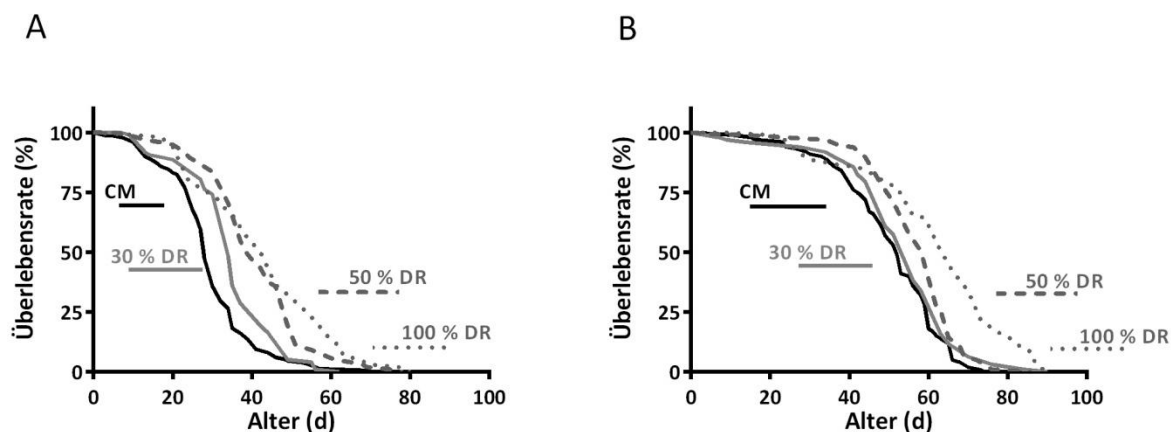 A
Überlebensrate (%)
100
75
50
25
0
CM
30 % DR
50 % DR
100 % DR
0 20 40 60 80 100
Alter (d)
B
Überlebensrate (%)
100
75
50
25
0
CM
30 % DR
50 % DR
100 % DR
0 20 40 60 80 100
Alter (d)